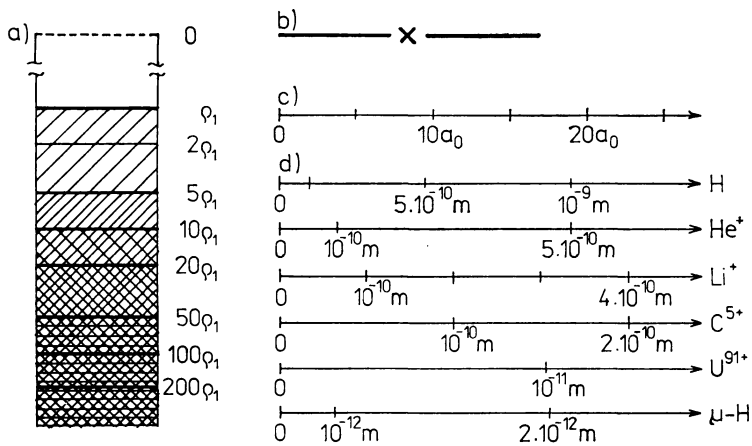 a)
0
ρ₁
2ρ₁
5ρ₁
10ρ₁
20ρ₁
50ρ₁
100ρ₁
200ρ₁
b)
c)
0 10a₀ 20a₀
d)
0 5.10⁻¹⁰m 10⁻⁹m H
0 10⁻¹⁰m 5.10⁻¹⁰m He⁺
0 10⁻¹⁰m 4.10⁻¹⁰m Li⁺
0 10⁻¹⁰m 2.10⁻¹⁰m C⁵⁺
0 10⁻¹¹m U⁹¹⁺
0 10⁻¹²m 2.10⁻¹²m μ-H